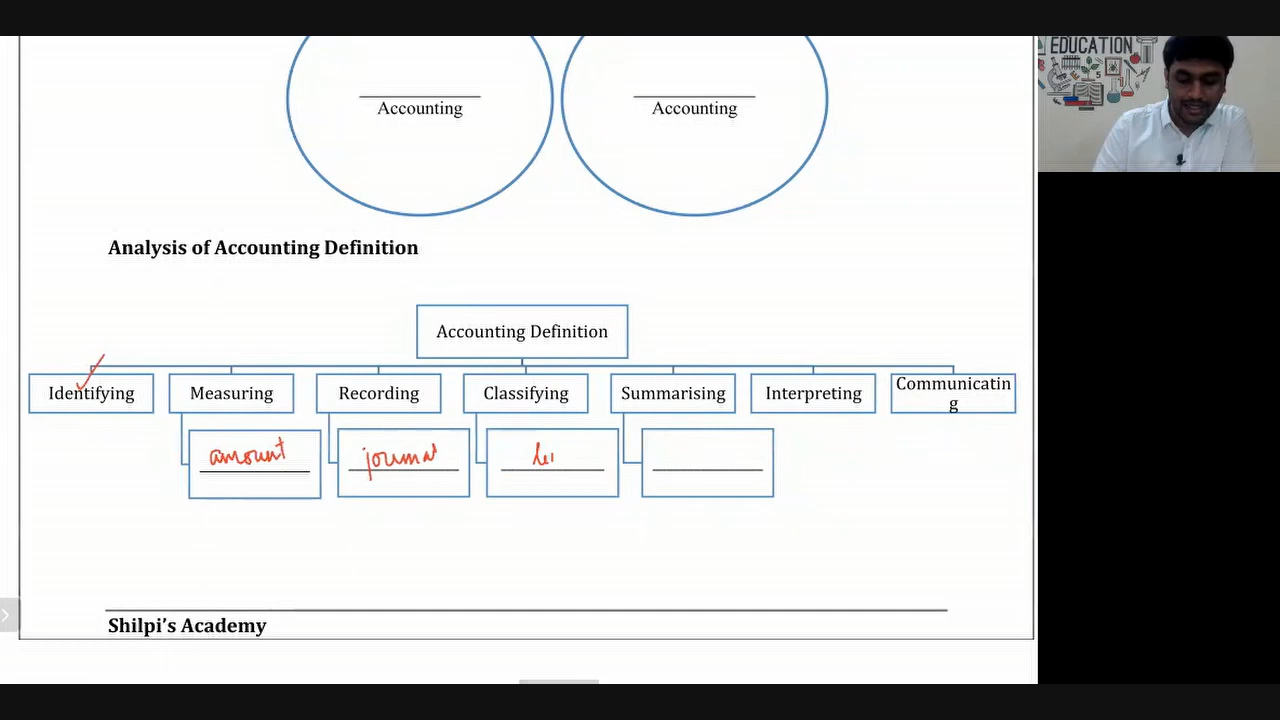 EDUCATION
Accounting
Accounting
Analysis of Accounting Definition
Accounting Definition
Identifying
Measuring
Recording
Classifying
Summarising
Interpreting
Communicatin
g
amount
journal
Shilpi's Academy